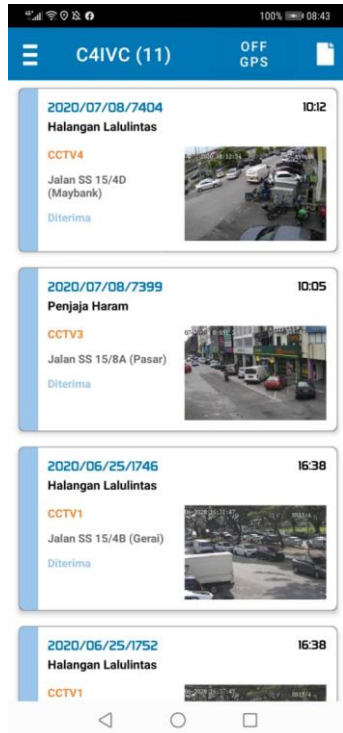 100% 08:43
C4IVC (11)
OFF
GPS
2020/07/08/7404 10:12
Halangan Lalulintas
CCTV4
Jalan SS 15/4D
(Maybank)
Diterima
2020/07/08/7399 10:05
Penjaja Haram
CCTV3
Jalan SS 15/8A (Pasar)
Diterima
2020/06/25/1746 16:38
Halangan Lalulintas
CCTV1
Jalan SS 15/4B (Gerai)
Diterima
2020/06/25/1752 16:38
Halangan Lalulintas
CCTV1